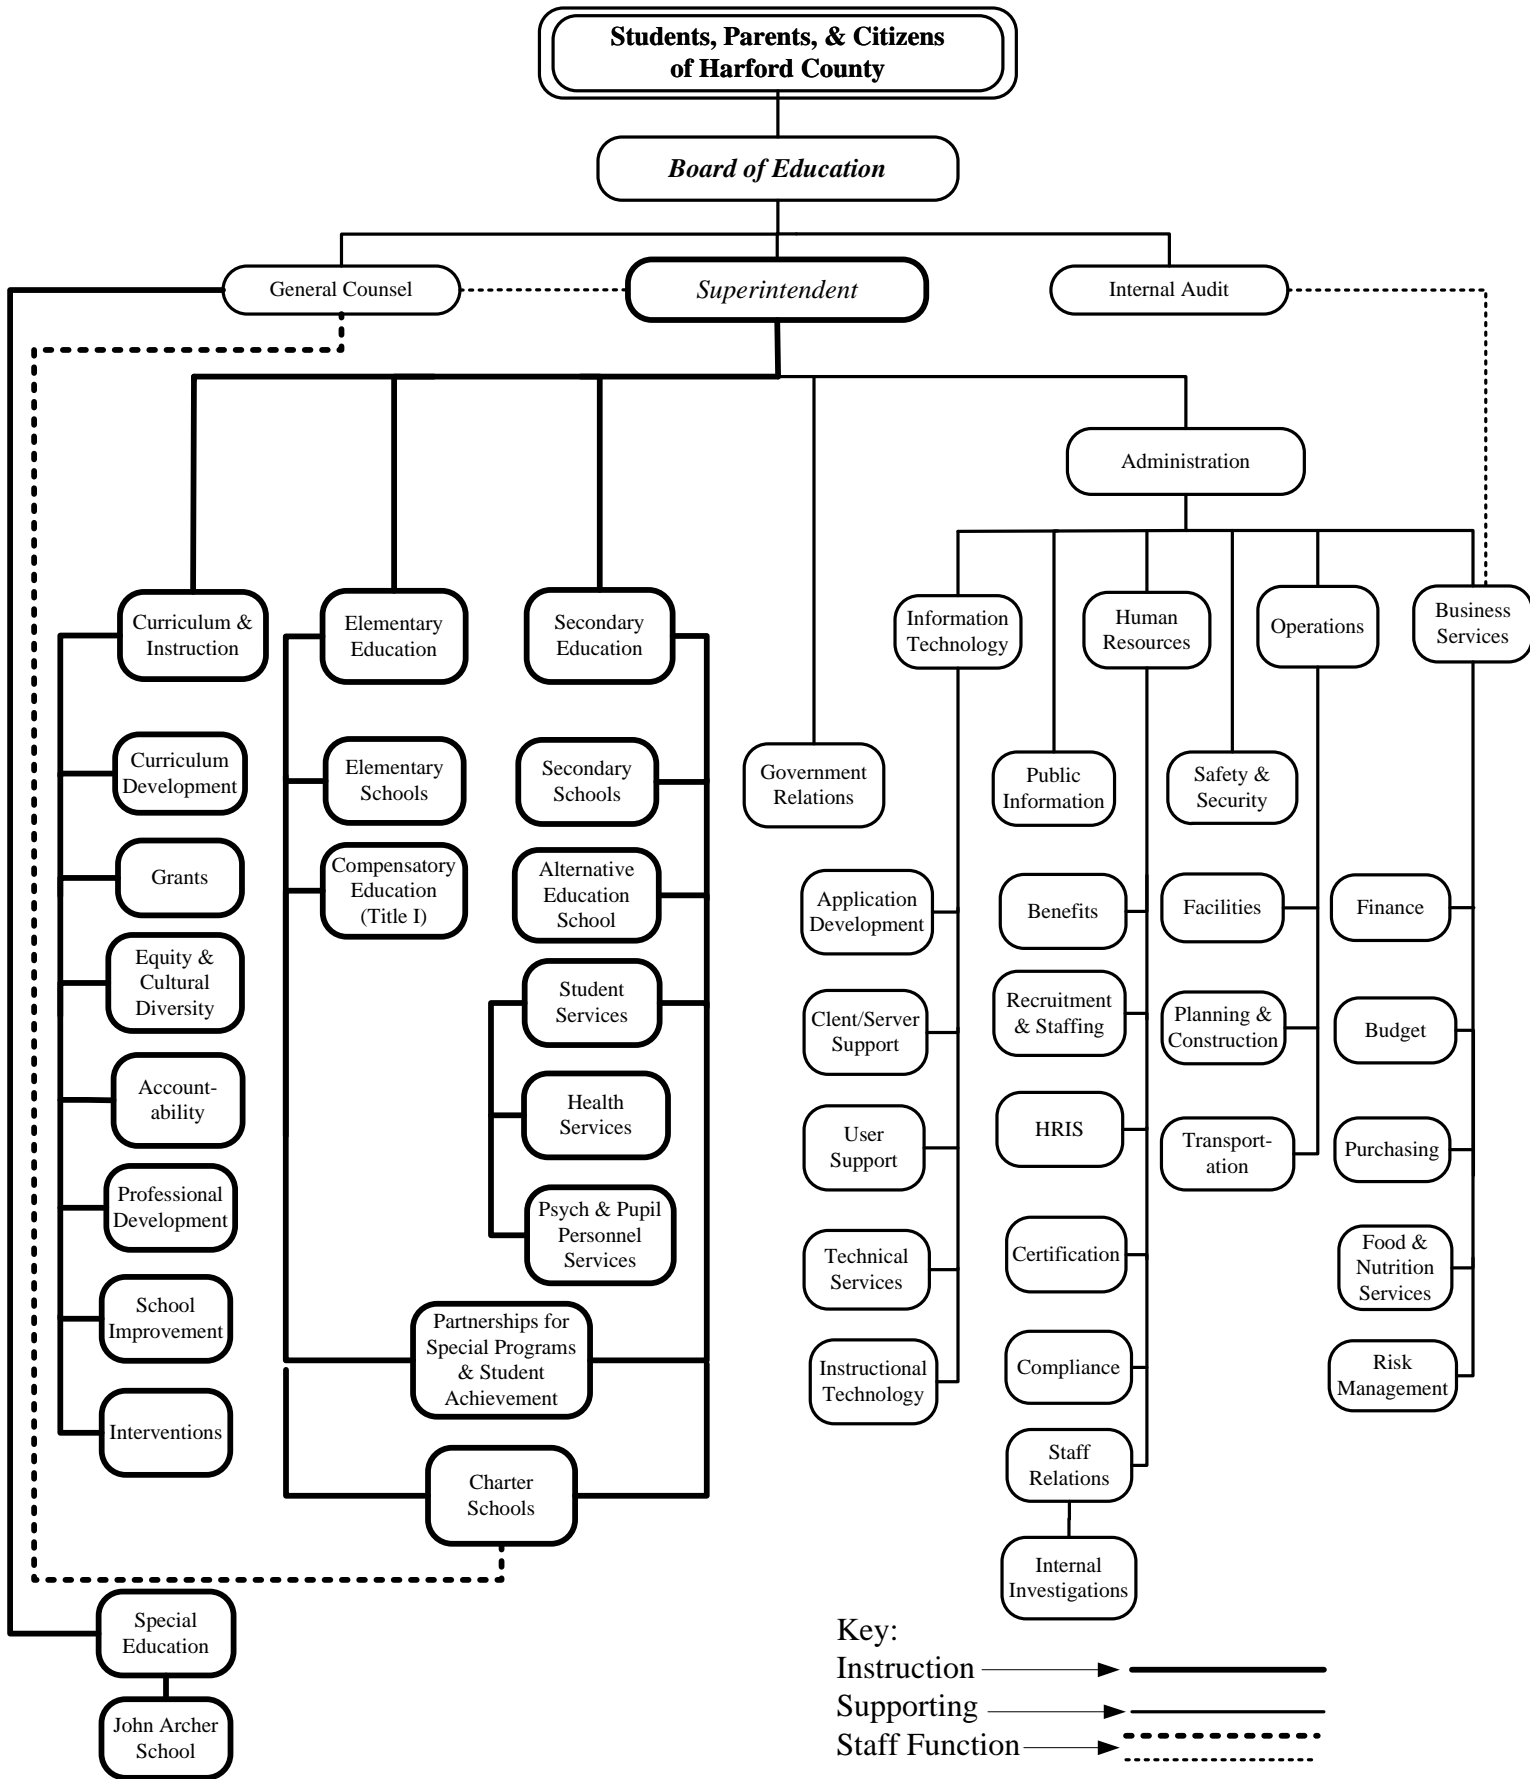 Students, Parents, & Citizens
of Harford County
Board of Education
General Counsel
Superintendent
Internal Audit
Administration
Curriculum &
Instruction
Elementary
Education
Secondary
Education
Information
Technology
Human
Resources
Operations
Business
Services
Curriculum
Development
Elementary
Schools
Secondary
Schools
Government
Relations
Public
Information
Safety &
Security
Grants
Compensatory
Education
(Title I)
Alternative
Education
School
Application
Development
Benefits
Facilities
Finance
Equity &
Cultural
Diversity
Student
Services
Clent/Server
Support
Recruitment
& Staffing
Planning &
Construction
Budget
Account-
ability
Health
Services
User
Support
HRIS
Transport-
ation
Purchasing
Professional
Development
Psych & Pupil
Personnel
Services
Technical
Services
Certification
Food &
Nutrition
Services
School
Improvement
Partnerships for
Special Programs
& Student
Achievement
Instructional
Technology
Compliance
Risk
Management
Interventions
Charter
Schools
Staff
Relations
Internal
Investigations
Special
Education
John Archer
School
Key:
Instruction
Supporting
Staff Function